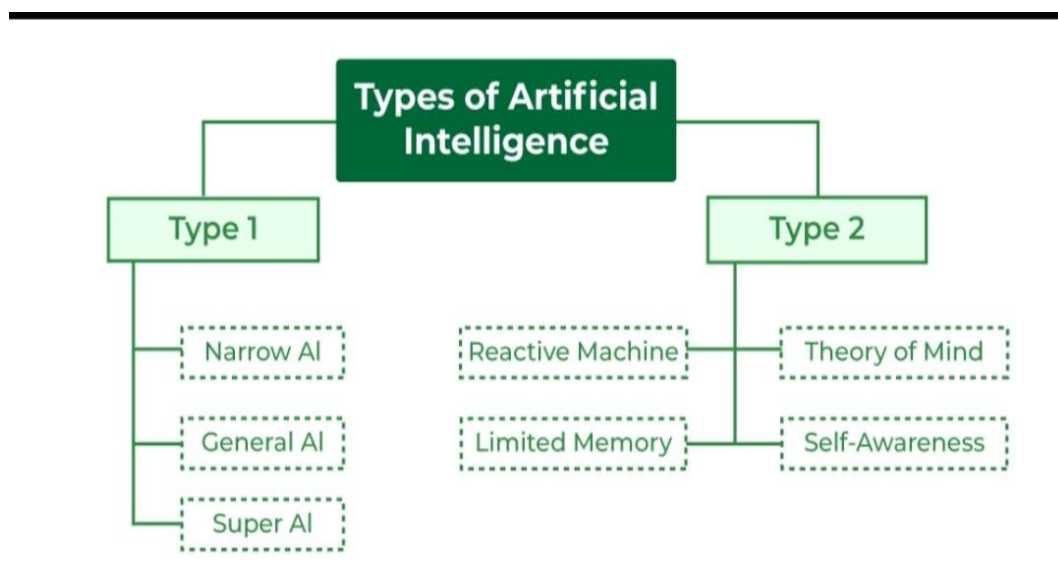 Types of Artificial
Intelligence
Type 1
Type 2
Narrow AI
General AI
Super AI
Reactive Machine
Theory of Mind
Limited Memory
Self-Awareness